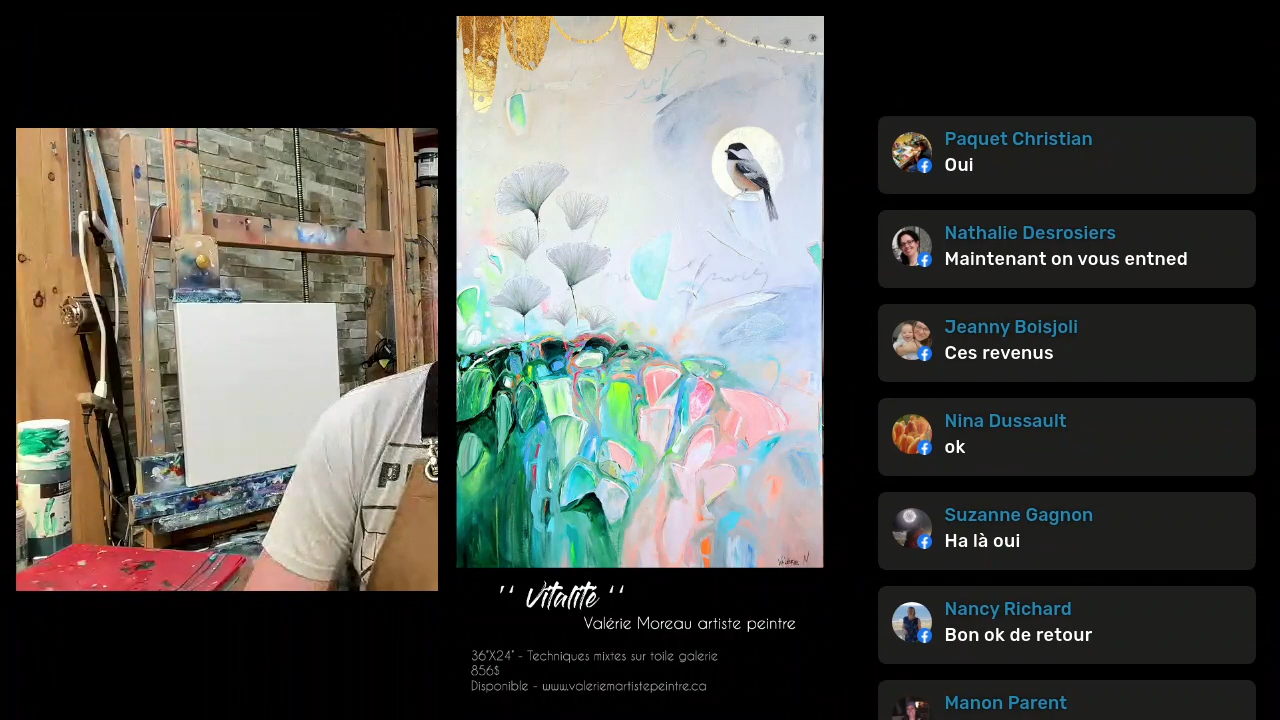 VALÉRIE M
'' Vitalité ''
Valérie Moreau artiste peintre
36"X24" - Techniques mixtes sur toile galerie
856$
Disponible - www.valeriemartistepeintre.ca
Paquet Christian
Oui
Nathalie Desrosiers
Maintenant on vous entned
Jeanny Boisjoli
Ces revenus
Nina Dussault
ok
Suzanne Gagnon
Ha là oui
Nancy Richard
Bon ok de retour
Manon Parent